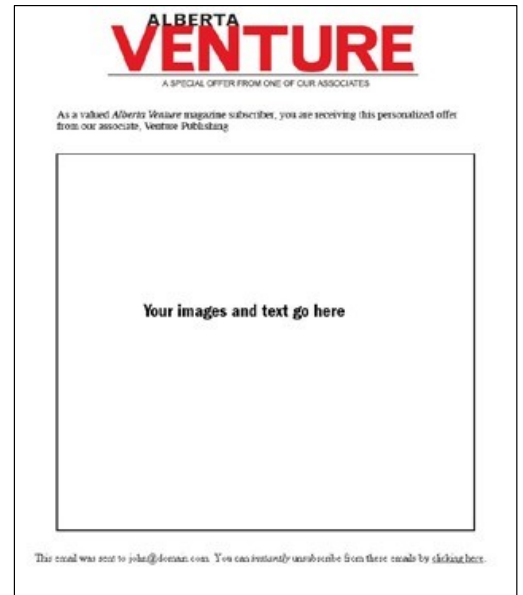 ALBERTA
VENTURE
A SPECIAL OFFER FROM ONE OF OUR ASSOCIATES
As a valued Alberta Venture magazine subscriber, you are receiving this personalized offer
from our associate, Venture Publishing
Your images and text go here
This email was sent to john@domain.com. You can instantly unsubscribe from these emails by clicking here.